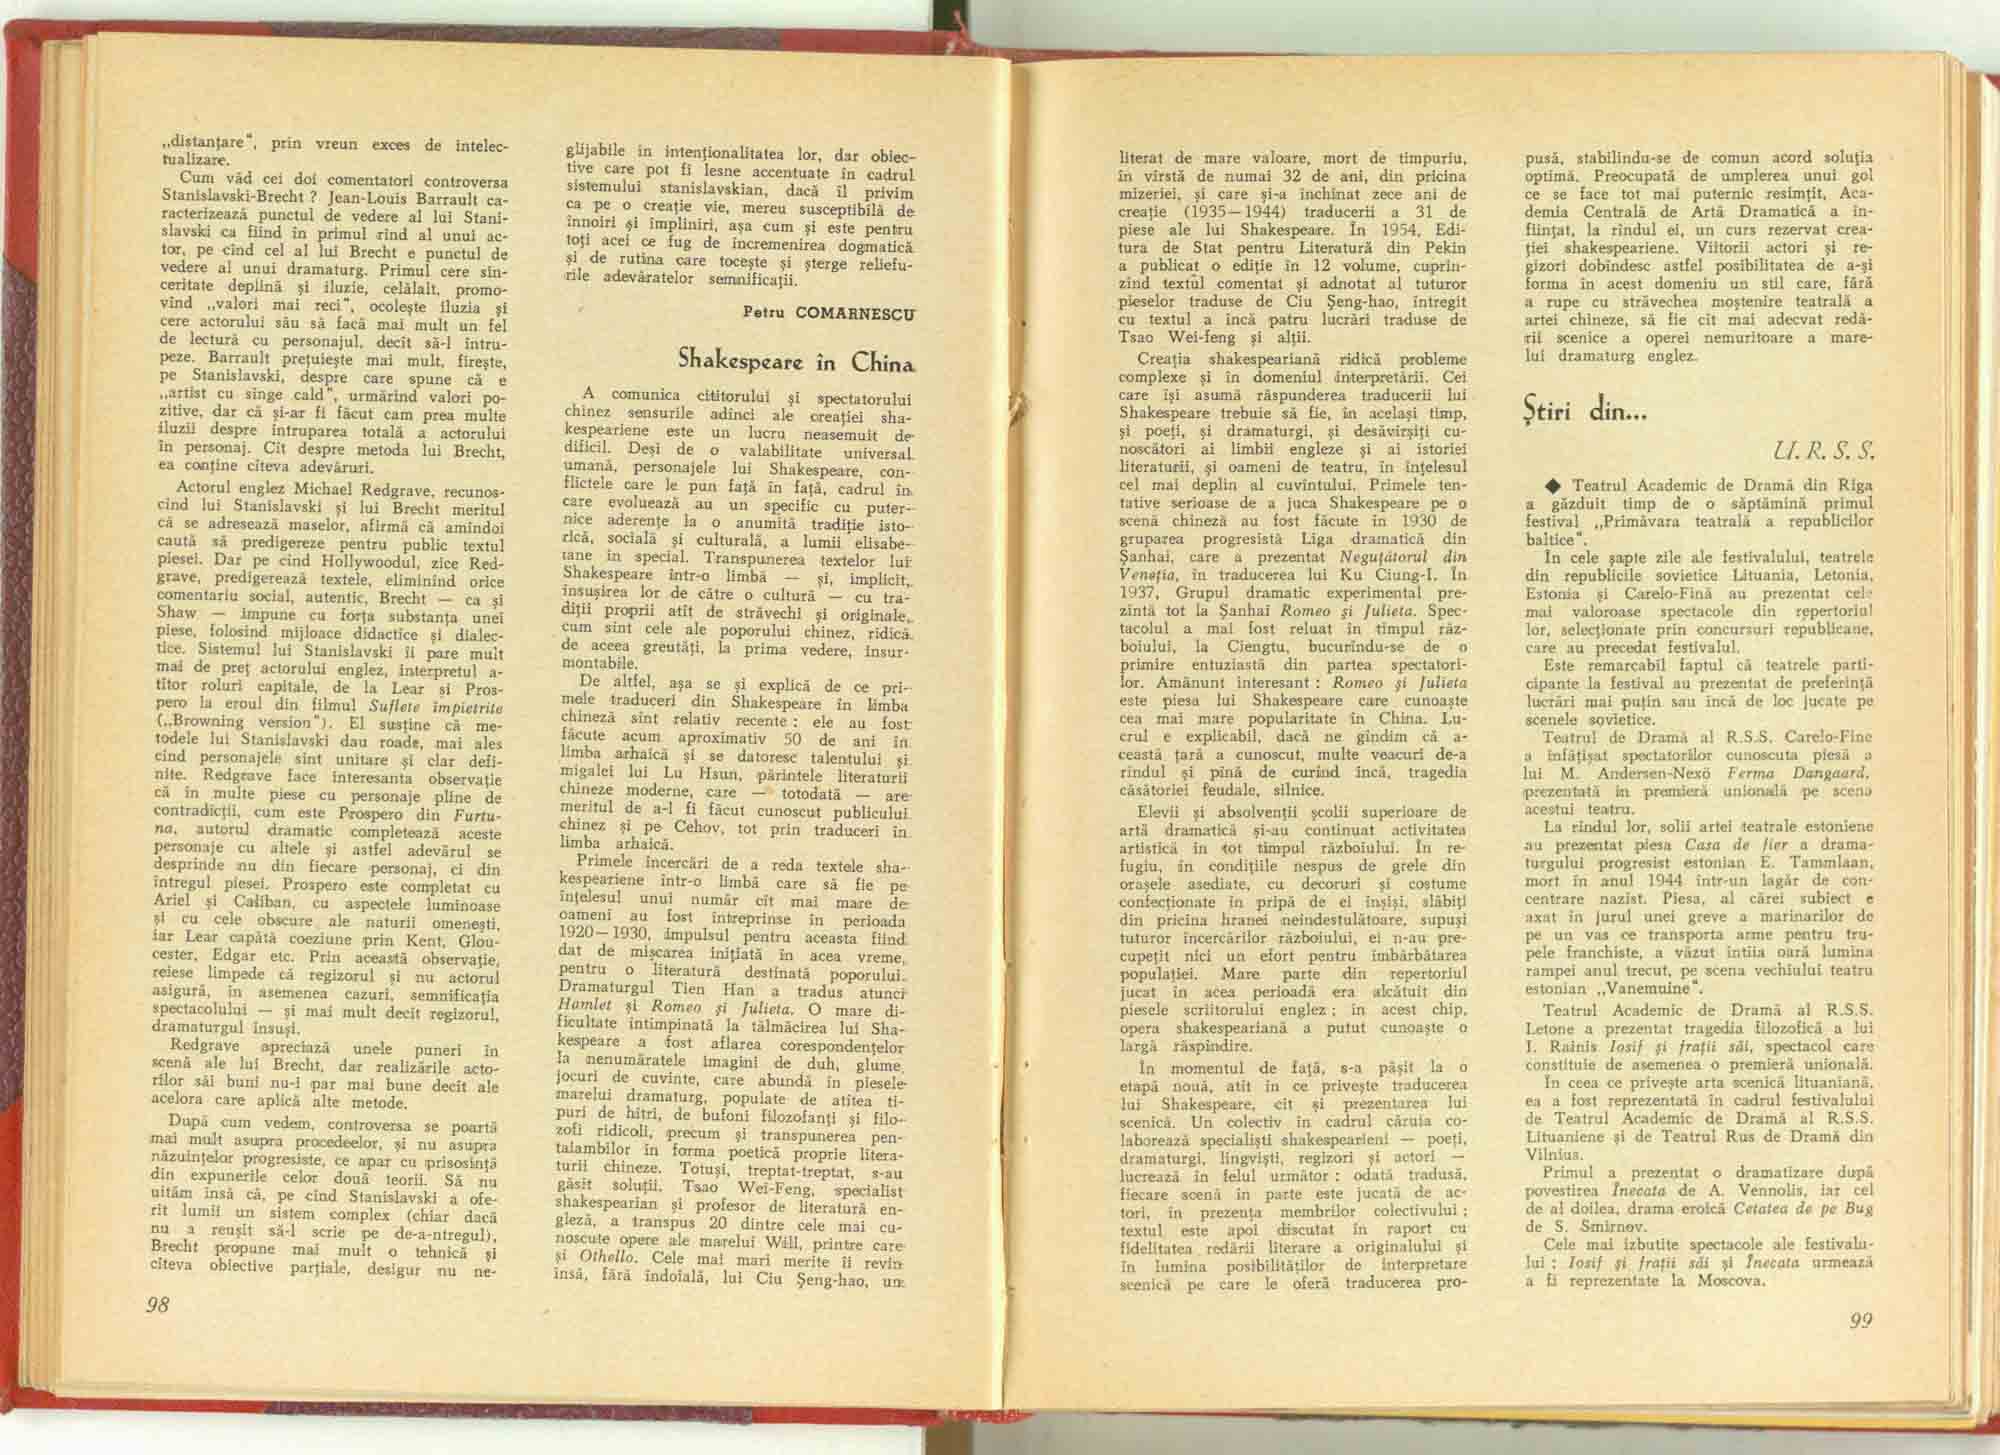 „distanțare", prin vreun exces de intelec-
tualizare.
Cum văd cei doi comentatori controversa
Stanislavski-Brecht ? Jean-Louis Barrault ca-
racterizează punctul de vedere al lui Stani-
slavski ca fiind în primul rînd al unui ac-
tor, pe cînd cel al lui Brecht e punctul de
vedere al unui dramaturg. Primul cere sin-
ceritate deplină și iluzie, celălalt, promo-
vînd „valori mai reci", ocolește iluzia și
cere actorului său să facă mai mult un fel
de lectură cu personajul, decît să-l întru-
peze. Barrault prețuiește mai mult, firește,
pe Stanislavski, despre care spune că e
„artist cu sînge cald", urmărind valori po-
zitive, dar că și-ar fi făcut cam prea multe
iluzii despre întruparea totală a actorului
în personaj. Cît despre metoda lui Brecht,
ea conține cîteva adevăruri.
Actorul englez Michael Redgrave, recunos-
cînd lui Stanislavski și lui Brecht meritul
că se adresează maselor, afirmă că amîndoi
caută să predigereze pentru public textul
piesei. Dar pe cînd Hollywoodul, zice Red-
grave, predigerează textele, eliminînd orice
comentariu social, autentic, Brecht — ca și
Shaw — impune cu forța substanța unei
piese, folosind mijloace didactice și dialec-
tice. Sistemul lui Stanislavski îi pare mult
mai de preț actorului englez, interpretul a-
tîtor roluri capitale, de la Lear și Pros-
pero la eroul din filmul Suflete împietrite
(„Browning version"). El susține că me-
todele lui Stanislavski dau roade, mai ales
cînd personajele sînt unitare și clar defi-
nite. Redgrave face interesanta observație
că în multe piese cu personaje pline de
contradicții, cum este Prospero din Furtu-
na, autorul dramatic completează aceste
personaje cu altele și astfel adevărul se
desprinde nu din fiecare personaj, ci din
întregul piesei. Prospero este completat cu
Ariel și Caliban, cu aspectele luminoase
și cu cele obscure ale naturii omenești,
iar Lear capătă coeziune prin Kent, Glou-
cester, Edgar etc. Prin această observație,
reiese limpede că regizorul și nu actorul
asigură, în asemenea cazuri, semnificația
spectacolului — și mai mult decît regizorul,
dramaturgul însuși.
Redgrave apreciază unele puneri în
scenă ale lui Brecht, dar realizările acto-
rilor săi buni nu-i par mai bune decît ale
acelora care aplică alte metode.
După cum vedem, controversa se poartă
mai mult asupra procedeelor, și nu asupra
năzuințelor progresiste, ce apar cu prisosință
din expunerile celor două teorii. Să nu
uităm însă că, pe cînd Stanislavski a ofe-
rit lumii un sistem complex (chiar dacă
nu a reușit să-l scrie pe de-a-ntregul),
Brecht propune mai mult o tehnică și
cîteva obiective parțiale, desigur nu ne-
98
glijabile în intenționalitatea lor, dar obiec-
tive care pot fi lesne accentuate în cadrul
sistemului stanislavskian, dacă îl privim
ca pe o creație vie, mereu susceptibilă de
înnoiri și împliniri, așa cum și este pentru
toți acei ce fug de încremenirea dogmatică
și de rutina care tocește și șterge reliefu-
rile adevăratelor semnificații.
Petru COMARNESCU
Shakespeare în China
A comunica cititorului și spectatorului
chinez sensurile adînci ale creației sha-
kespeariene este un lucru neasemuit de
dificil. Deși de o valabilitate universal
umană, personajele lui Shakespeare, con-
flictele care le pun față în față, cadrul în
care evoluează au un specific cu puter-
nice aderențe la o anumită tradiție isto-
rică, socială și culturală, a lumii elisabe-
tane în special. Transpunerea textelor lui
Shakespeare într-o limbă — și, implicit,
însușirea lor de către o cultură — cu tra-
diții proprii atît de străvechi și originale,
cum sînt cele ale poporului chinez, ridică
de aceea greutăți, la prima vedere, insur-
montabile.
De altfel, așa se și explică de ce pri-
mele traduceri din Shakespeare în limba
chineză sînt relativ recente : ele au fost
făcute acum aproximativ 50 de ani în
limba arhaică și se datoresc talentului și
migalei lui Lu Hsun, părintele literaturii
chineze moderne, care — totodată — are
meritul de a-l fi făcut cunoscut publicului
chinez și pe Cehov, tot prin traduceri în
limba arhaică.
Primele încercări de a reda textele sha-
kespeariene într-o limbă care să fie pe
înțelesul unui număr cît mai mare de
oameni au fost întreprinse în perioada
1920—1930, impulsul pentru aceasta fiind
dat de mișcarea inițiată în acea vreme,
pentru o literatură destinată poporului.
Dramaturgul Tien Han a tradus atunci
Hamlet și Romeo și Julieta. O mare di-
ficultate întîmpinată la tălmăcirea lui Sha-
kespeare a fost aflarea corespondențelor
la nenumăratele imagini de duh, glume,
jocuri de cuvinte, care abundă în piesele
marelui dramaturg, populate de atîtea ti-
puri de hîtri, de bufoni filozofanți și filo-
zofi ridicoli, precum și transpunerea pen-
taiambilor în forma poetică proprie litera-
turii chineze. Totuși, treptat-treptat, s-au
găsit soluții. Tsao Wei-Feng, specialist
shakespearian și profesor de literatură en-
gleză, a transpus 20 dintre cele mai cu-
noscute opere ale marelui Will, printre care
și Othello. Cele mai mari merite îi revin
însă, fără îndoială, lui Ciu Șeng-hao, un
literat de mare valoare, mort de timpuriu,
în vîrstă de numai 32 de ani, din pricina
mizeriei, și care și-a închinat zece ani de
creație (1935—1944) traducerii a 31 de
piese ale lui Shakespeare. În 1954, Edi-
tura de Stat pentru Literatură din Pekin
a publicat o ediție în 12 volume, cuprin-
zînd textul comentat și adnotat al tuturor
pieselor traduse de Ciu Șeng-hao, întregit
cu textul a încă patru lucrări traduse de
Tsao Wei-feng și alții.
Creația shakespeariană ridică probleme
complexe și în domeniul interpretării. Cei
care își asumă răspunderea traducerii lui
Shakespeare trebuie să fie, în același timp,
și poeți, și dramaturgi, și desăvîrșiți cu-
noscători ai limbii engleze și ai istoriei
literaturii, și oameni de teatru, în înțelesul
cel mai deplin al cuvîntului. Primele ten-
tative serioase de a juca Shakespeare pe o
scenă chineză au fost făcute în 1930 de
gruparea progresistă Liga dramatică din
Șanhai, care a prezentat Neguțătorul din
Veneția, în traducerea lui Ku Ciung-I. În
1937, Grupul dramatic experimental pre-
zintă tot la Șanhai Romeo și Julieta. Spec-
tacolul a mai fost reluat în timpul răz-
boiului, la Ciengtu, bucurîndu-se de o
primire entuziastă din partea spectatori-
lor. Amănunt interesant : Romeo și Julieta
este piesa lui Shakespeare care cunoaște
cea mai mare popularitate în China. Lu-
crul e explicabil, dacă ne gîndim că a-
ceastă țară a cunoscut, multe veacuri de-a
rîndul și pînă de curînd încă, tragedia
căsătoriei feudale, silnice.
Elevii și absolvenții școlii superioare de
artă dramatică și-au continuat activitatea
artistică în tot timpul războiului. În re-
fugiu, în condițiile nespus de grele din
orașele asediate, cu decoruri și costume
confecționate în pripă de ei înșiși, slăbiți
din pricina hranei neîndestulătoare, supuși
tuturor încercărilor războiului, ei n-au pre-
cupețit nici un efort pentru îmbărbătarea
populației. Mare parte din repertoriul
jucat în acea perioadă era alcătuit din
piesele scriitorului englez ; în acest chip,
opera shakespeariană a putut cunoaște o
largă răspîndire.
În momentul de față, s-a pășit la o
etapă nouă, atît în ce privește traducerea
lui Shakespeare, cît și prezentarea lui
scenică. Un colectiv în cadrul căruia co-
laborează specialiști shakespearieni — poeți,
dramaturgi, lingviști, regizori și actori —
lucrează în felul următor : odată tradusă,
fiecare scenă în parte este jucată de ac-
tori, în prezența membrilor colectivului ;
textul este apoi discutat în raport cu
fidelitatea redării literare a originalului și
în lumina posibilităților de interpretare
scenică pe care le oferă traducerea pro-
pusă, stabilindu-se de comun acord soluția
optimă. Preocupată de umplerea unui gol
ce se face tot mai puternic resimțit, Aca-
demia Centrală de Artă Dramatică a în-
ființat, la rîndul ei, un curs rezervat crea-
ției shakespeariene. Viitorii actori și re-
gizori dobîndesc astfel posibilitatea de a-și
forma în acest domeniu un stil care, fără
a rupe cu străvechea moștenire teatrală a
artei chineze, să fie cît mai adecvat redă-
rii scenice a operei nemuritoare a mare-
lui dramaturg englez.
Știri din...
U. R. S. S.
◆ Teatrul Academic de Dramă din Riga
a găzduit timp de o săptămînă primul
festival „Primăvara teatrală a republicilor
baltice".
În cele șapte zile ale festivalului, teatrele
din republicile sovietice Lituania, Letonia,
Estonia și Carelo-Fină au prezentat cele
mai valoroase spectacole din repertoriul
lor, selecționate prin concursuri republicane,
care au precedat festivalul.
Este remarcabil faptul că teatrele parti-
cipante la festival au prezentat de preferință
lucrări mai puțin sau încă de loc jucate pe
scenele sovietice.
Teatrul de Dramă al R.S.S. Carelo-Fine
a înfățișat spectatorilor cunoscuta piesă a
lui M. Andersen-Nexö Ferma Dangaard,
prezentată în premieră unională pe scena
acestui teatru.
La rîndul lor, solii artei teatrale estoniene
au prezentat piesa Casa de fier a drama-
turgului progresist estonian E. Tammlaan,
mort în anul 1944 într-un lagăr de con-
centrare nazist. Piesa, al cărei subiect e
axat în jurul unei greve a marinarilor de
pe un vas ce transporta arme pentru tru-
pele franchiste, a văzut întîia oară lumina
rampei anul trecut, pe scena vechiului teatru
estonian „Vanemuine".
Teatrul Academic de Dramă al R.S.S.
Letone a prezentat tragedia filozofică a lui
I. Rainis Iosif și frații săi, spectacol care
constituie de asemenea o premieră unională.
În ceea ce privește arta scenică lituaniană,
ea a fost reprezentată în cadrul festivalului
de Teatrul Academic de Dramă al R.S.S.
Lituaniene și de Teatrul Rus de Dramă din
Vilnius.
Primul a prezentat o dramatizare după
povestirea Înecata de A. Vennolis, iar cel
de al doilea, drama eroică Cetatea de pe Bug
de S. Smirnov.
Cele mai izbutite spectacole ale festivalu-
lui : Iosif și frații săi și Înecata urmează
a fi reprezentate la Moscova.
99